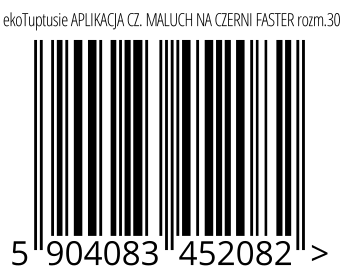 ekoTuptusie APLIKACJA CZ. MALUCH NA CZERNI FASTER rozm.30
5 904083 452082 >